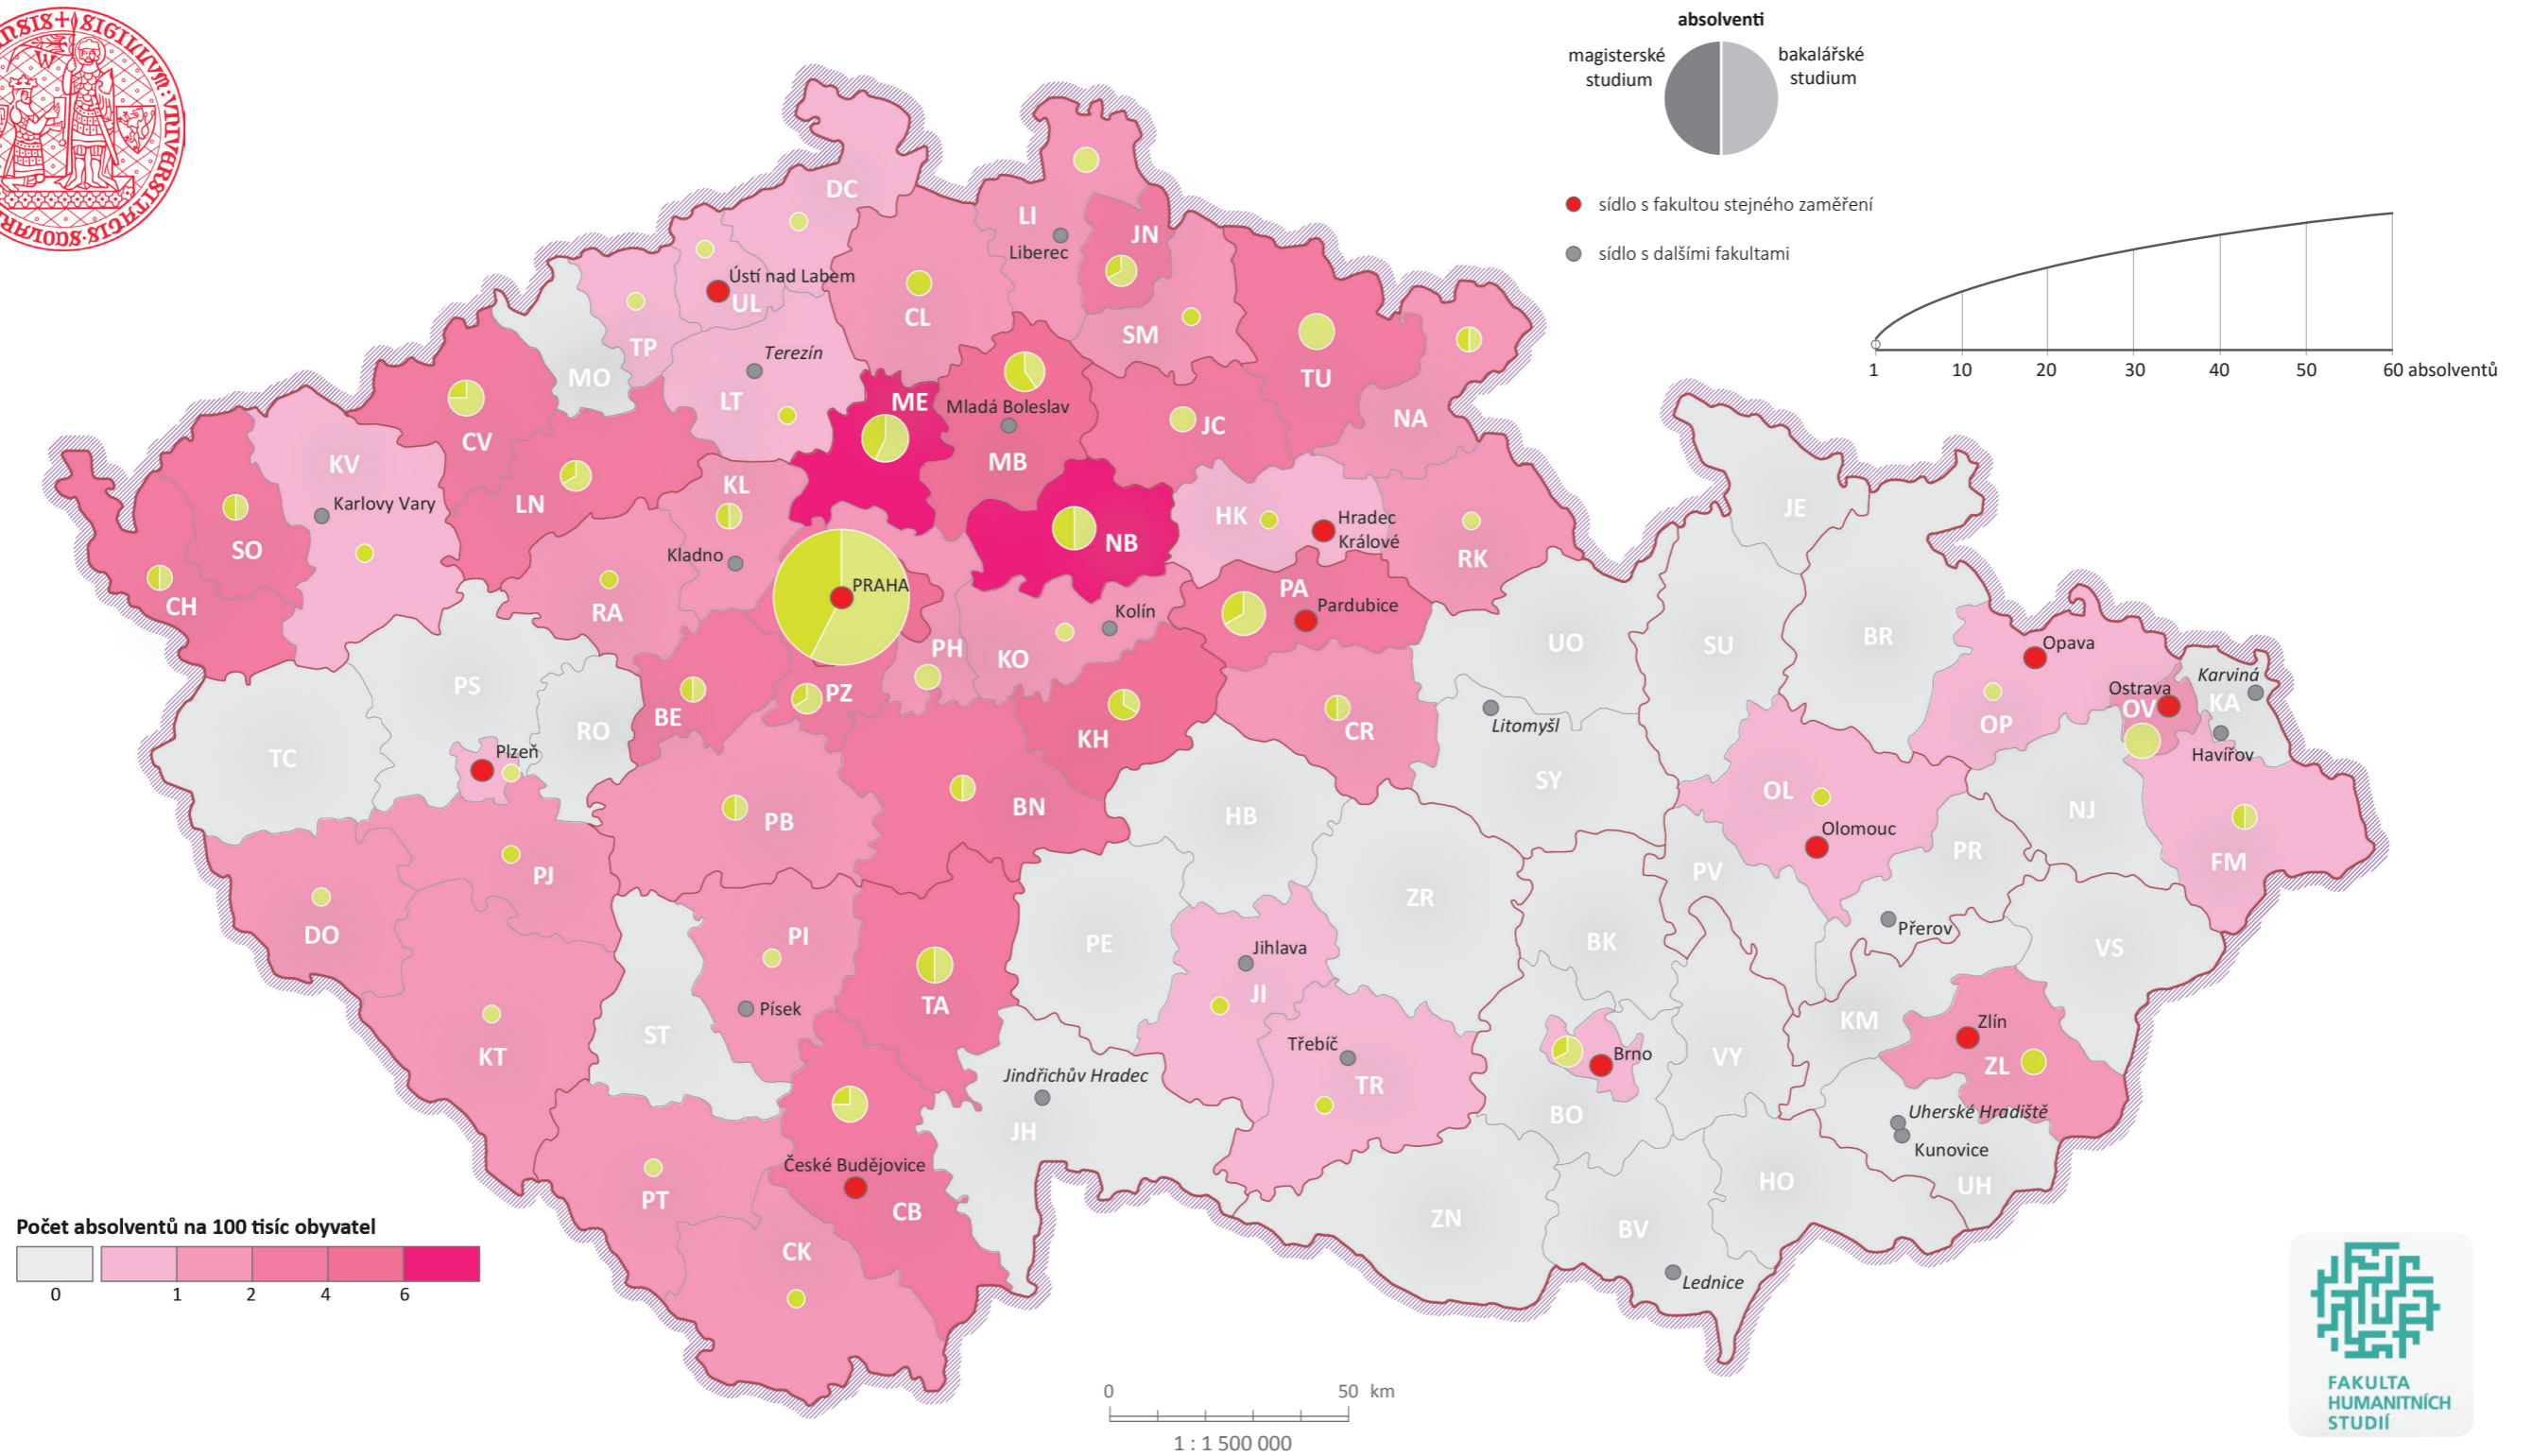 absolventi
magisterské
studium
bakalářské
studium
sídlo s fakultou stejného zaměření
sídlo s dalšími fakultami
1 10 20 30 40 50 60 absolventů
DC
LI
Liberec
JN
Ústí nad Labem
UL
CL
SM
TP
Terezín
MO
LT
ME
Mladá Boleslav
MB
TU
JC
NA
CV
KV
Karlovy Vary
LN
KL
Kladno
SO
CH
RA
PRAHA
NB
HK
Hradec
Králové
RK
JE
PA
Pardubice
Kolín
KO
PH
PZ
BE
KH
CR
UO
SU
BR
Opava
OP
Karviná
Ostrava
OV
KA
Havířov
PS
RO
TC
Plzeň
Litomyšl
SY
OL
Olomouc
NJ
FM
PB
BN
HB
PR
PV
PJ
DO
ZR
Přerov
PI
PE
BK
VS
Jihlava
JI
TA
Písek
ST
KT
KM
Zlín
ZL
Třebíč
TR
Brno
VY
BO
Jindřichův Hradec
JH
Uherské Hradiště
Kunovice
UH
České Budějovice
CB
PT
HO
ZN
BV
CK
Lednice
Počet absolventů na 100 tisíc obyvatel
0 1 2 4 6
0 50 km
1 : 1 500 000
FAKULTA
HUMANITNÍCH
STUDIÍ